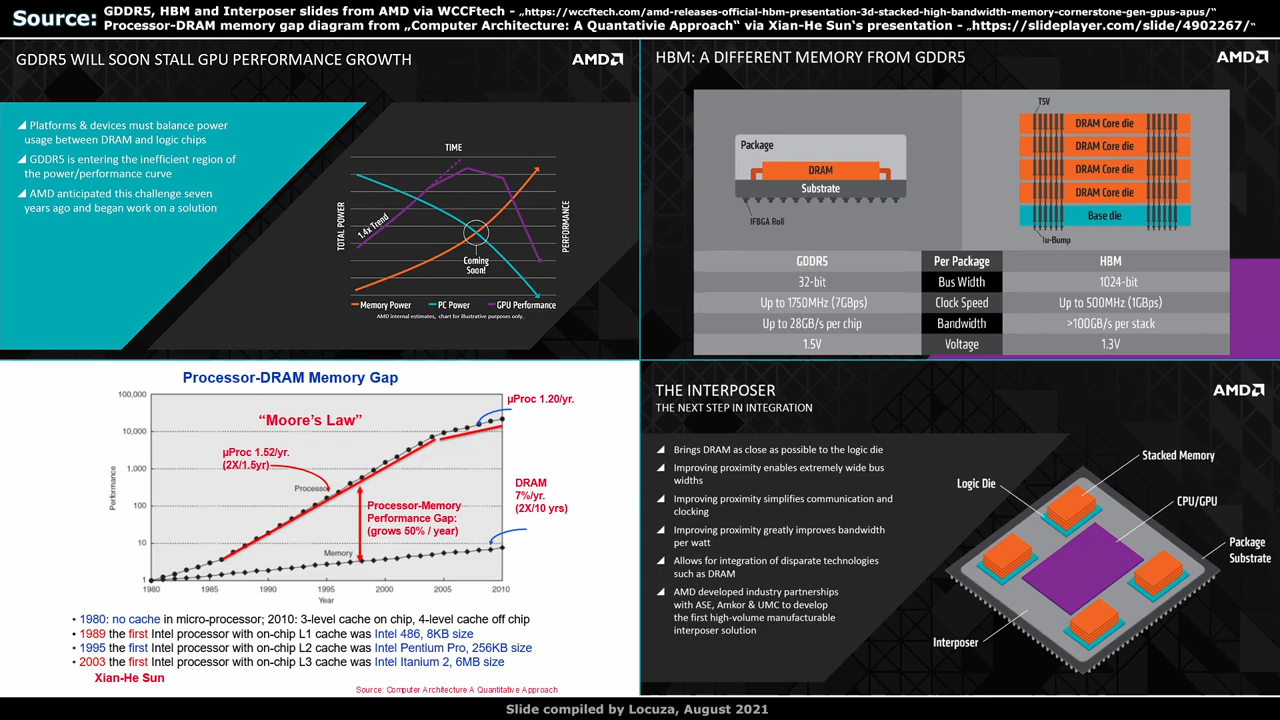 Source: GDDR5, HBM and Interposer slides from AMD via WCCFtech - „https://wccftech.com/amd-releases-official-hbm-presentation-3d-stacked-high-bandwidth-memory-cornerstone-gen-gpus-apus/“
Processor-DRAM memory gap diagram from „Computer Architecture: A Quantativie Approach“ via Xian-He Sun‘s presentation - „https://slideplayer.com/slide/4902267/“
GDDR5 WILL SOON STALL GPU PERFORMANCE GROWTH
AMD
Platforms & devices must balance power
usage between DRAM and logic chips
GDDR5 is entering the inefficient region of
the power/performance curve
AMD anticipated this challenge seven
years ago and began work on a solution
TIME
TOTAL POWER
1.4x Trend
PERFORMANCE
Coming
Soon!
Memory Power
PC Power
GPU Performance
AMD internal estimates, chart for illustrative purposes only.
HBM: A DIFFERENT MEMORY FROM GDDR5
AMD
Package
DRAM
Substrate
IFBGA Roll
TSV
DRAM Core die
DRAM Core die
DRAM Core die
DRAM Core die
Base die
Iu-Bump
GDDR5 Per Package HBM
32-bit Bus Width 1024-bit
Up to 1750MHz (7GBps) Clock Speed Up to 500MHz (1GBps)
Up to 28GB/s per chip Bandwidth >100GB/s per stack
1.5V Voltage 1.3V
Processor-DRAM Memory Gap
100,000
10,000
1,000
100
10
1
Performance
“Moore’s Law”
µProc 1.52/yr.
(2X/1.5yr)
Processor
µProc 1.20/yr.
Processor-Memory
Performance Gap:
(grows 50% / year)
DRAM
7%/yr.
(2X/10 yrs)
Memory
1980 1985 1990 1995 2000 2005 2010
Year
• 1980: no cache in micro-processor; 2010: 3-level cache on chip, 4-level cache off chip
• 1989 the first Intel processor with on-chip L1 cache was Intel 486, 8KB size
• 1995 the first Intel processor with on-chip L2 cache was Intel Pentium Pro, 256KB size
• 2003 the first Intel processor with on-chip L3 cache was Intel Itanium 2, 6MB size
Xian-He Sun
Source: Computer Architecture A Quantitative Approach
THE INTERPOSER
THE NEXT STEP IN INTEGRATION
AMD
Brings DRAM as close as possible to the logic die
Improving proximity enables extremely wide bus
widths
Improving proximity simplifies communication and
clocking
Improving proximity greatly improves bandwidth
per watt
Allows for integration of disparate technologies
such as DRAM
AMD developed industry partnerships
with ASE, Amkor & UMC to develop
the first high-volume manufacturable
interposer solution
Stacked Memory
Logic Die
CPU/GPU
Package
Substrate
Interposer
Slide compiled by Locuza, August 2021